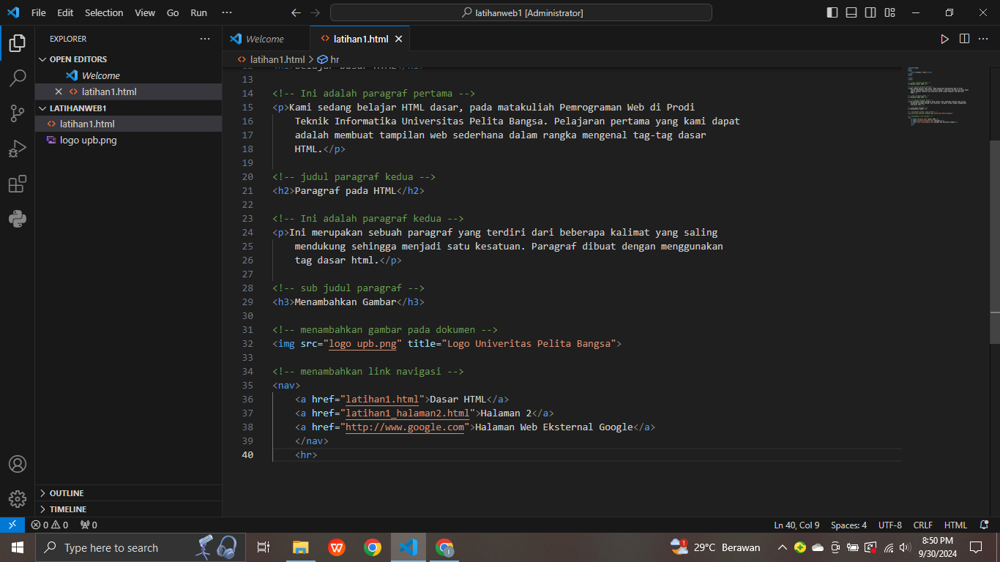 File Edit Selection View Go Run ···
latihanweb1 [Administrator]
EXPLORER
OPEN EDITORS
Welcome
latihan1.html
LATIHANWEB1
latihan1.html
logo upb.png
OUTLINE
TIMELINE
Welcome
latihan1.html
latihan1.html > hr
12 <h1>Belajar Dasar HTML</h1>
13
14 <!-- Ini adalah paragraf pertama -->
15 <p>Kami sedang belajar HTML dasar, pada matakuliah Pemrograman Web di Prodi
16 Teknik Informatika Universitas Pelita Bangsa. Pelajaran pertama yang kami dapat
17 adalah membuat tampilan web sederhana dalam rangka mengenal tag-tag dasar
18 HTML.</p>
19
20 <!-- judul paragraf kedua -->
21 <h2>Paragraf pada HTML</h2>
22
23 <!-- Ini adalah paragraf kedua -->
24 <p>Ini merupakan sebuah paragraf yang terdiri dari beberapa kalimat yang saling
25 mendukung sehingga menjadi satu kesatuan. Paragraf dibuat dengan menggunakan
26 tag dasar html.</p>
27
28 <!-- sub judul paragraf -->
29 <h3>Menambahkan Gambar</h3>
30
31 <!-- menambahkan gambar pada dokumen -->
32 <img src="logo upb.png" title="Logo Univeritas Pelita Bangsa">
33
34 <!-- menambahkan link navigasi -->
35 <nav>
36 <a href="latihan1.html">Dasar HTML</a>
37 <a href="latihan1_halaman2.html">Halaman 2</a>
38 <a href="http://www.google.com">Halaman Web Eksternal Google</a>
39 </nav>
40 <hr>
0 0 0
Ln 40, Col 9 Spaces: 4 UTF-8 CRLF HTML
Type here to search
29°C Berawan
8:50 PM
9/30/2024